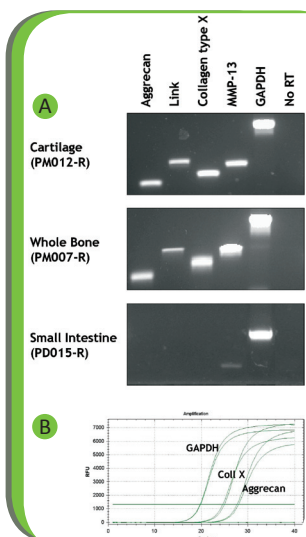 A
Aggrecan
Link
Collagen type X
MMP-13
GAPDH
No RT
Cartilage
(PM012-R)
Whole Bone
(PM007-R)
Small Intestine
(PD015-R)
B
Amplification
7000
6000
5000
4000
3000
2000
1000
0
RFU
GAPDH
Coll X
Aggrecan
0
10
20
30
40